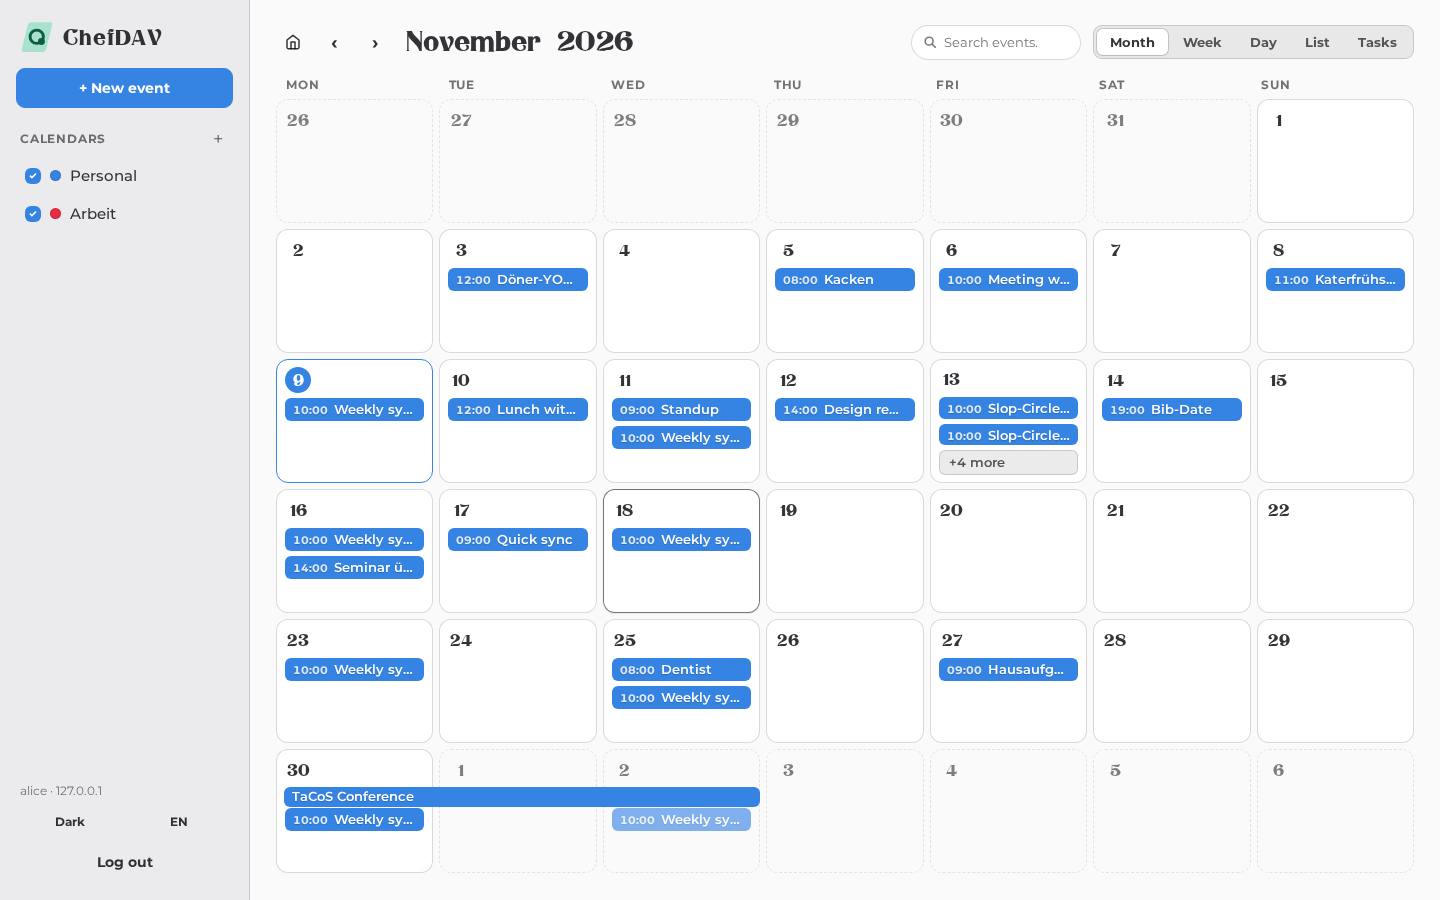 ChefDAV
+ New event
CALENDARS +
Personal
Arbeit
alice · 127.0.0.1
Dark EN
Log out
‹ › November 2026
Search events.
Month Week Day List Tasks
MON TUE WED THU FRI SAT SUN
26 27 28 29 30 31 1
2 3 4 5 6 7 8
12:00 Döner-YO... 08:00 Kacken 10:00 Meeting w... 11:00 Katerfrühs...
9 10 11 12 13 14 15
10:00 Weekly sy... 12:00 Lunch wit... 09:00 Standup 14:00 Design re... 10:00 Slop-Circle... 19:00 Bib-Date
10:00 Weekly sy... 10:00 Slop-Circle...
+4 more
16 17 18 19 20 21 22
10:00 Weekly sy... 09:00 Quick sync 10:00 Weekly sy...
14:00 Seminar ü...
23 24 25 26 27 28 29
10:00 Weekly sy... 08:00 Dentist 09:00 Hausaufg...
10:00 Weekly sy...
30 1 2 3 4 5 6
TaCoS Conference
10:00 Weekly sy... 10:00 Weekly sy...